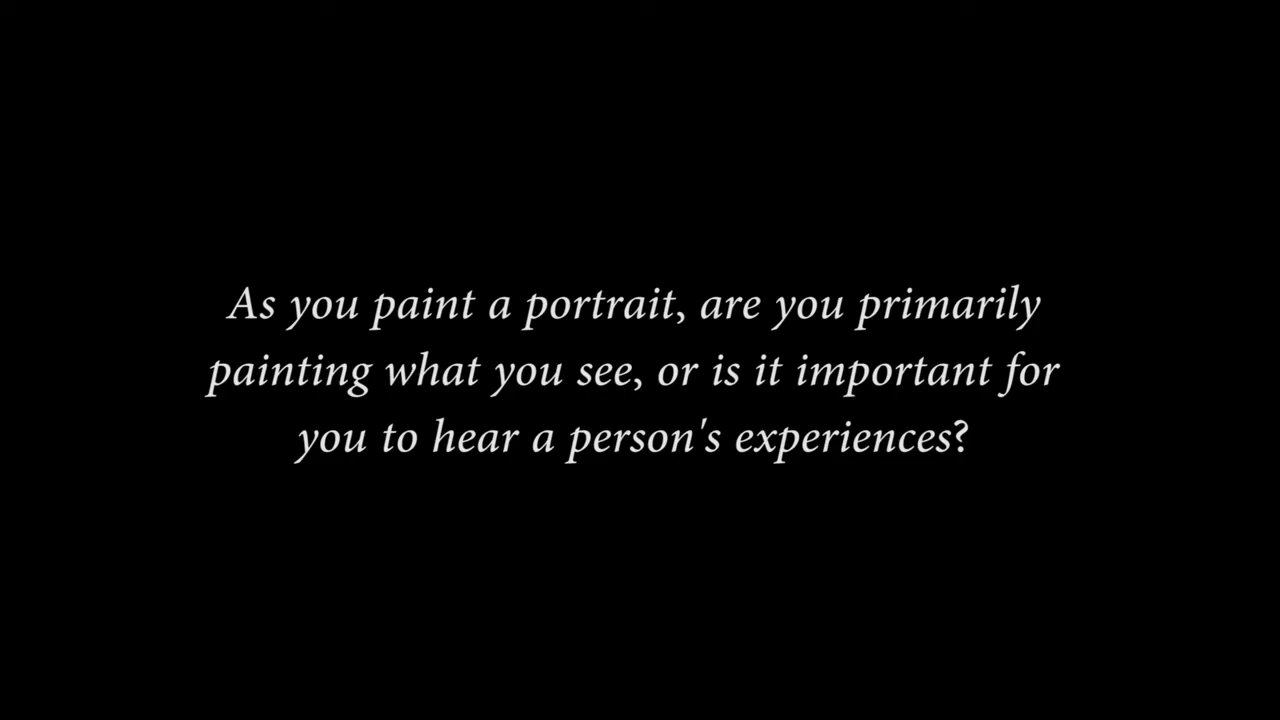 As you paint a portrait, are you primarily
painting what you see, or is it important for
you to hear a person's experiences?